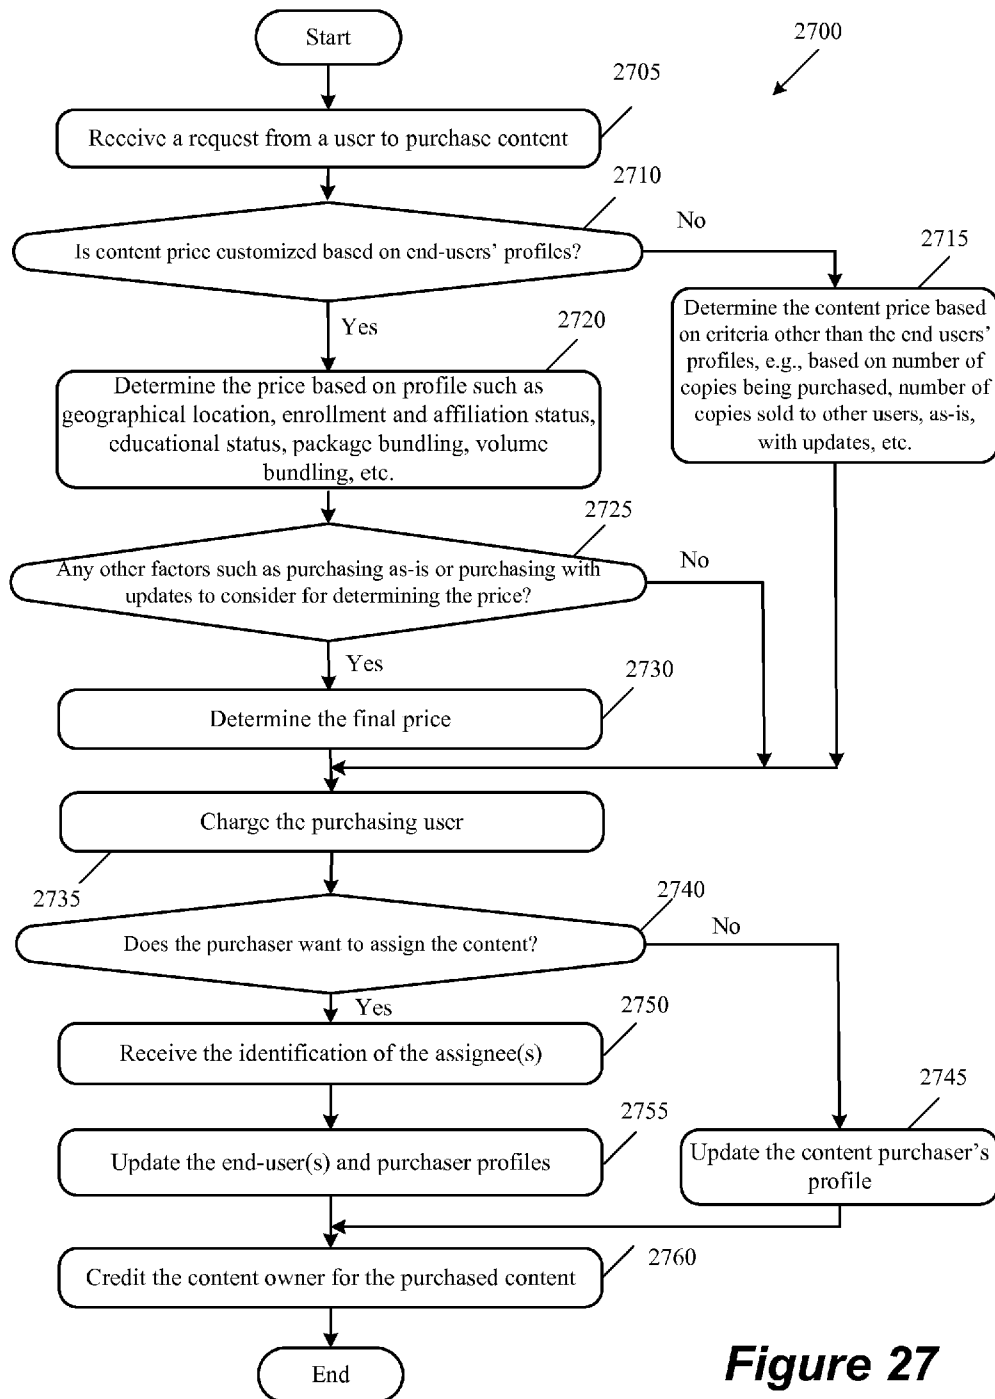 Start
2700
2705
Receive a request from a user to purchase content
2710
No
Is content price customized based on end-users' profiles?
2715
Yes
2720
Determine the content price based
on criteria other than the end users'
profiles, e.g., based on number of
copies being purchased, number of
copies sold to other users, as-is,
with updates, etc.
Determine the price based on profile such as
geographical location, enrollment and affiliation status,
educational status, package bundling, volume
bundling, etc.
2725
No
Any other factors such as purchasing as-is or purchasing with
updates to consider for determining the price?
Yes
2730
Determine the final price
Charge the purchasing user
2735
2740
No
Does the purchaser want to assign the content?
Yes
2750
Receive the identification of the assignee(s)
2755
2745
Update the end-user(s) and purchaser profiles
Update the content purchaser's
profile
2760
Credit the content owner for the purchased content
End
Figure 27